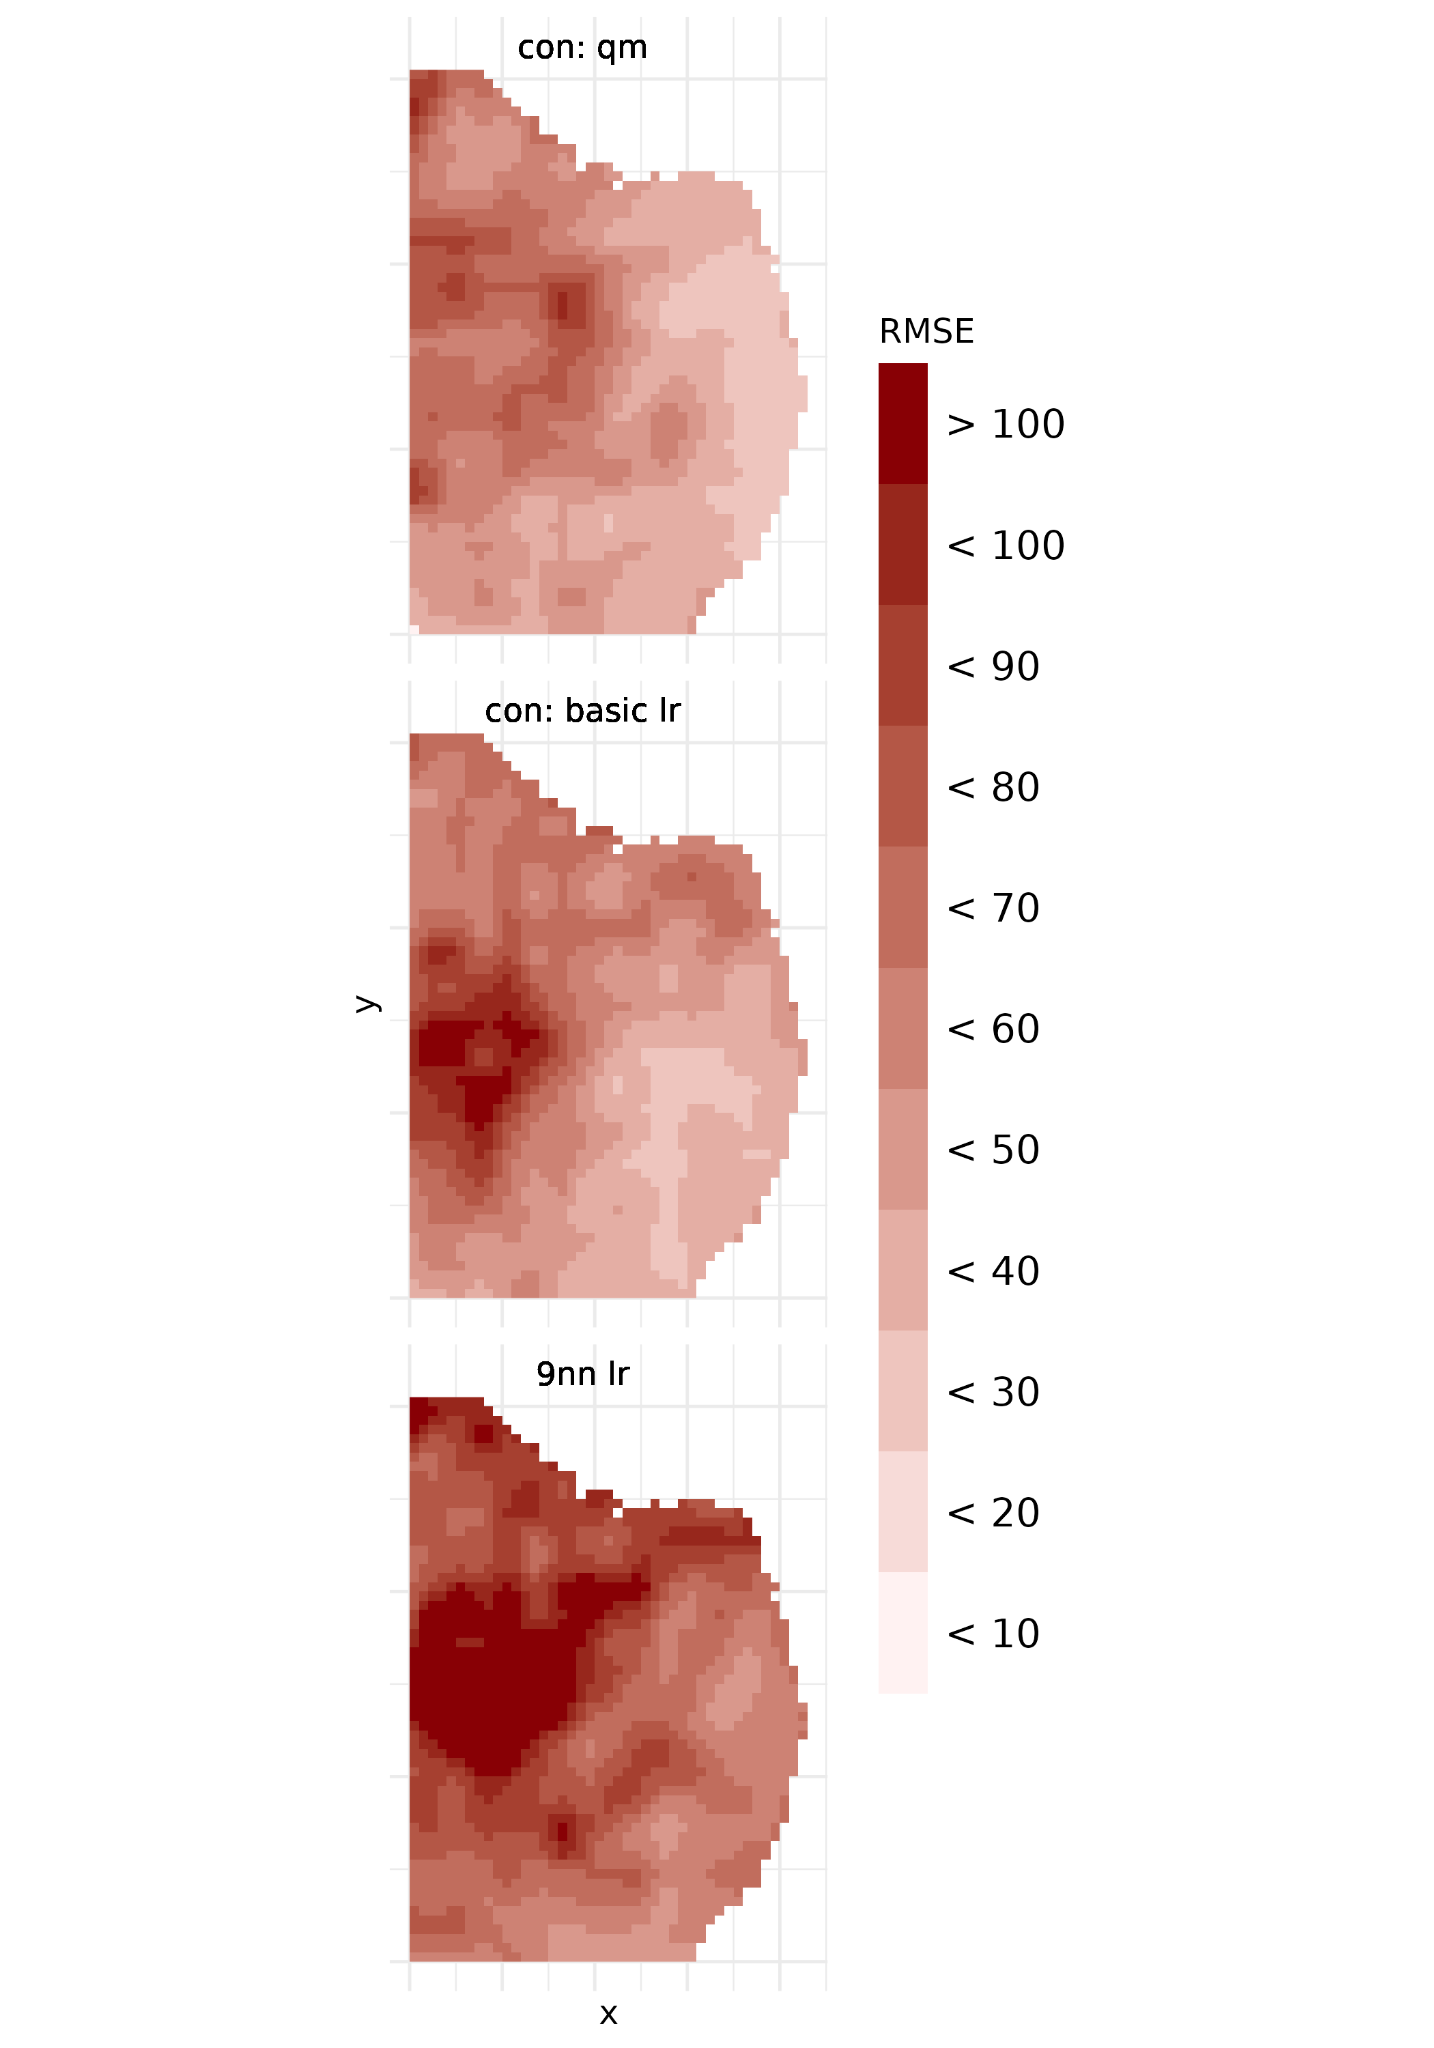 con: qm
con: basic lr
9nn lr
y
x
RMSE
> 100
< 100
< 90
< 80
< 70
< 60
< 50
< 40
< 30
< 20
< 10